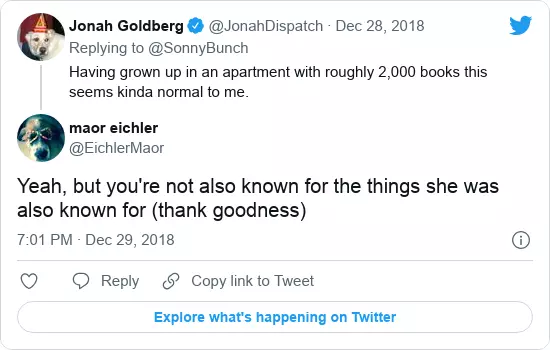 Jonah Goldberg @JonahDispatch · Dec 28, 2018
Replying to @SonnyBunch
Having grown up in an apartment with roughly 2,000 books this
seems kinda normal to me.
maor eichler
@EichlerMaor
Yeah, but you're not also known for the things she was
also known for (thank goodness)
7:01 PM · Dec 29, 2018
Reply
Copy link to Tweet
Explore what's happening on Twitter